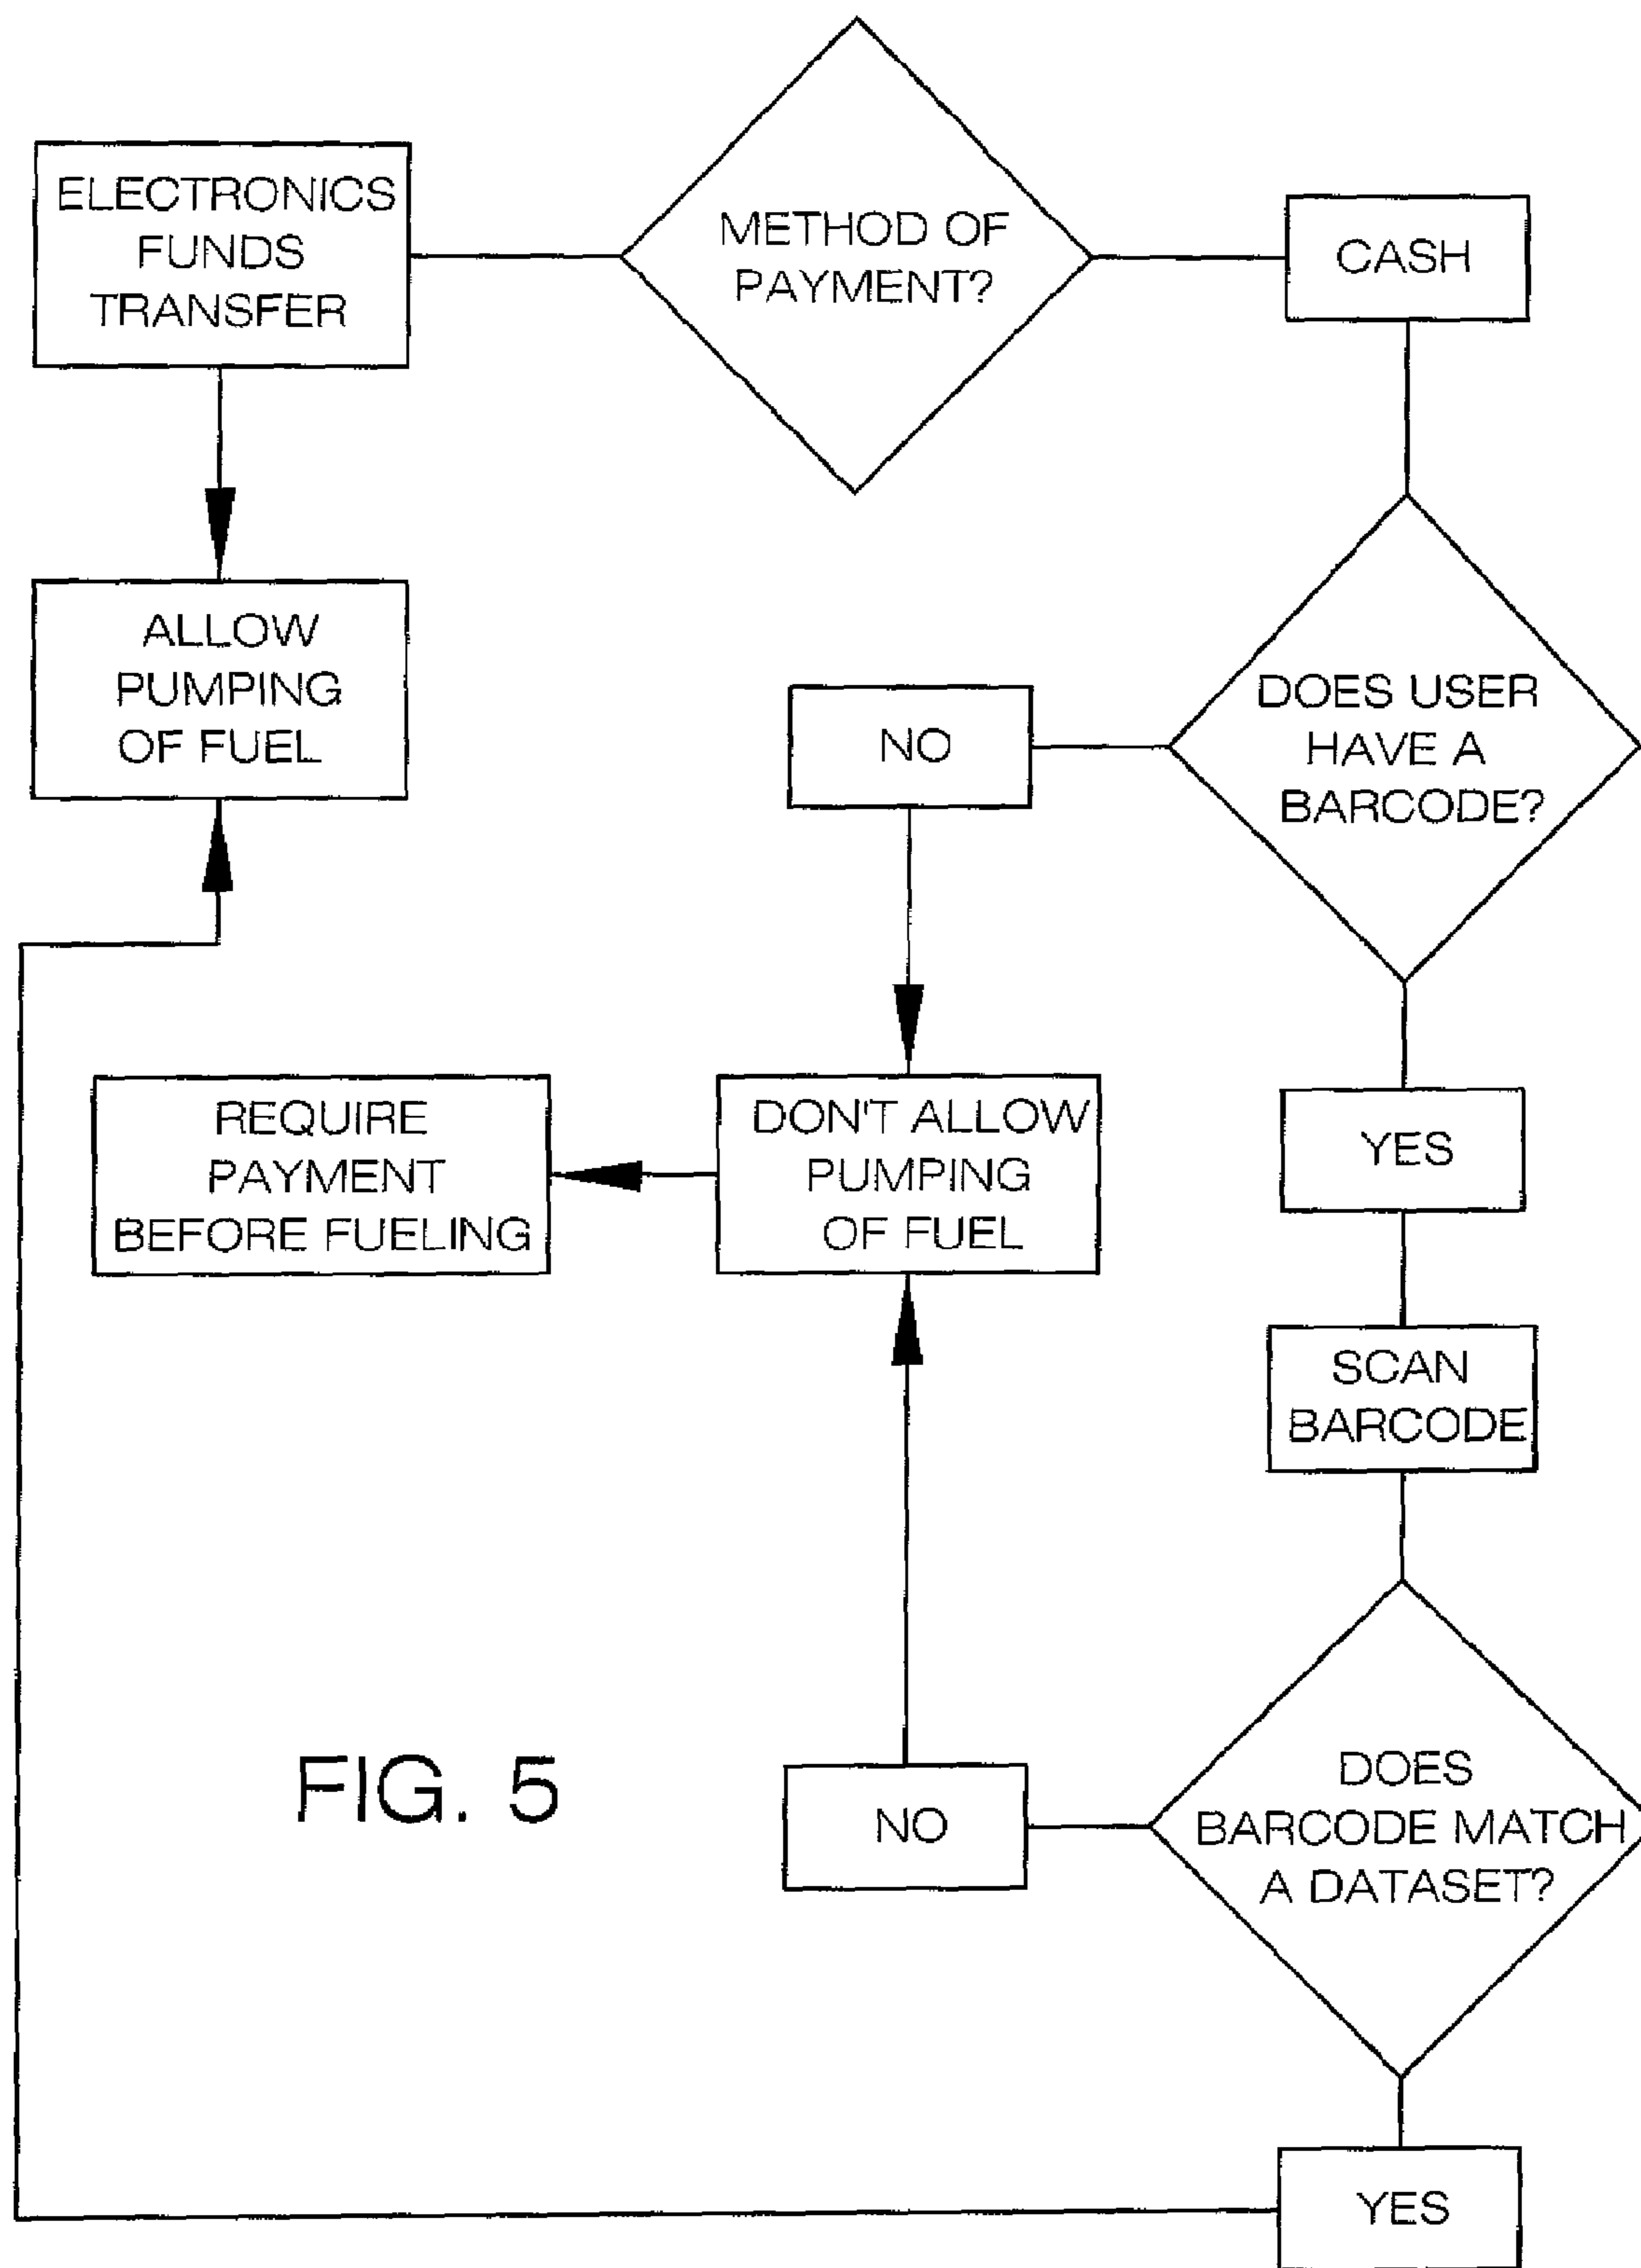 ELECTRONICS
FUNDS
TRANSFER
METHOD OF
PAYMENT?
CASH
ALLOW
PUMPING
OF FUEL
NO
DOES USER
HAVE A
BARCODE?
REQUIRE
PAYMENT
BEFORE FUELING
DON'T ALLOW
PUMPING
OF FUEL
YES
SCAN
BARCODE
FIG. 5
NO
DOES
BARCODE MATCH
A DATASET?
YES